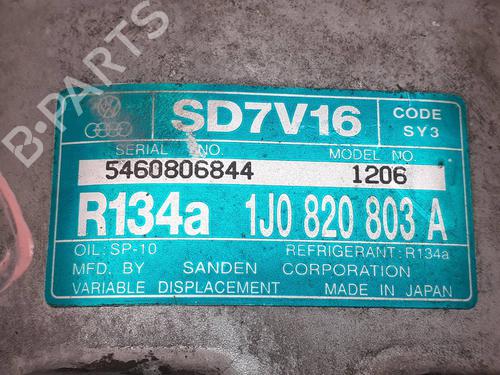 B-PARTS
SD7V16
CODE
SY3
SERIAL NO.
MODEL NO.
5460806844
1206
R134a
1J0 820 803 A
OIL: SP-10
REFRIGERANT: R134a
MFD. BY SANDEN CORPORATION
VARIABLE DISPLACEMENT
MADE IN JAPAN